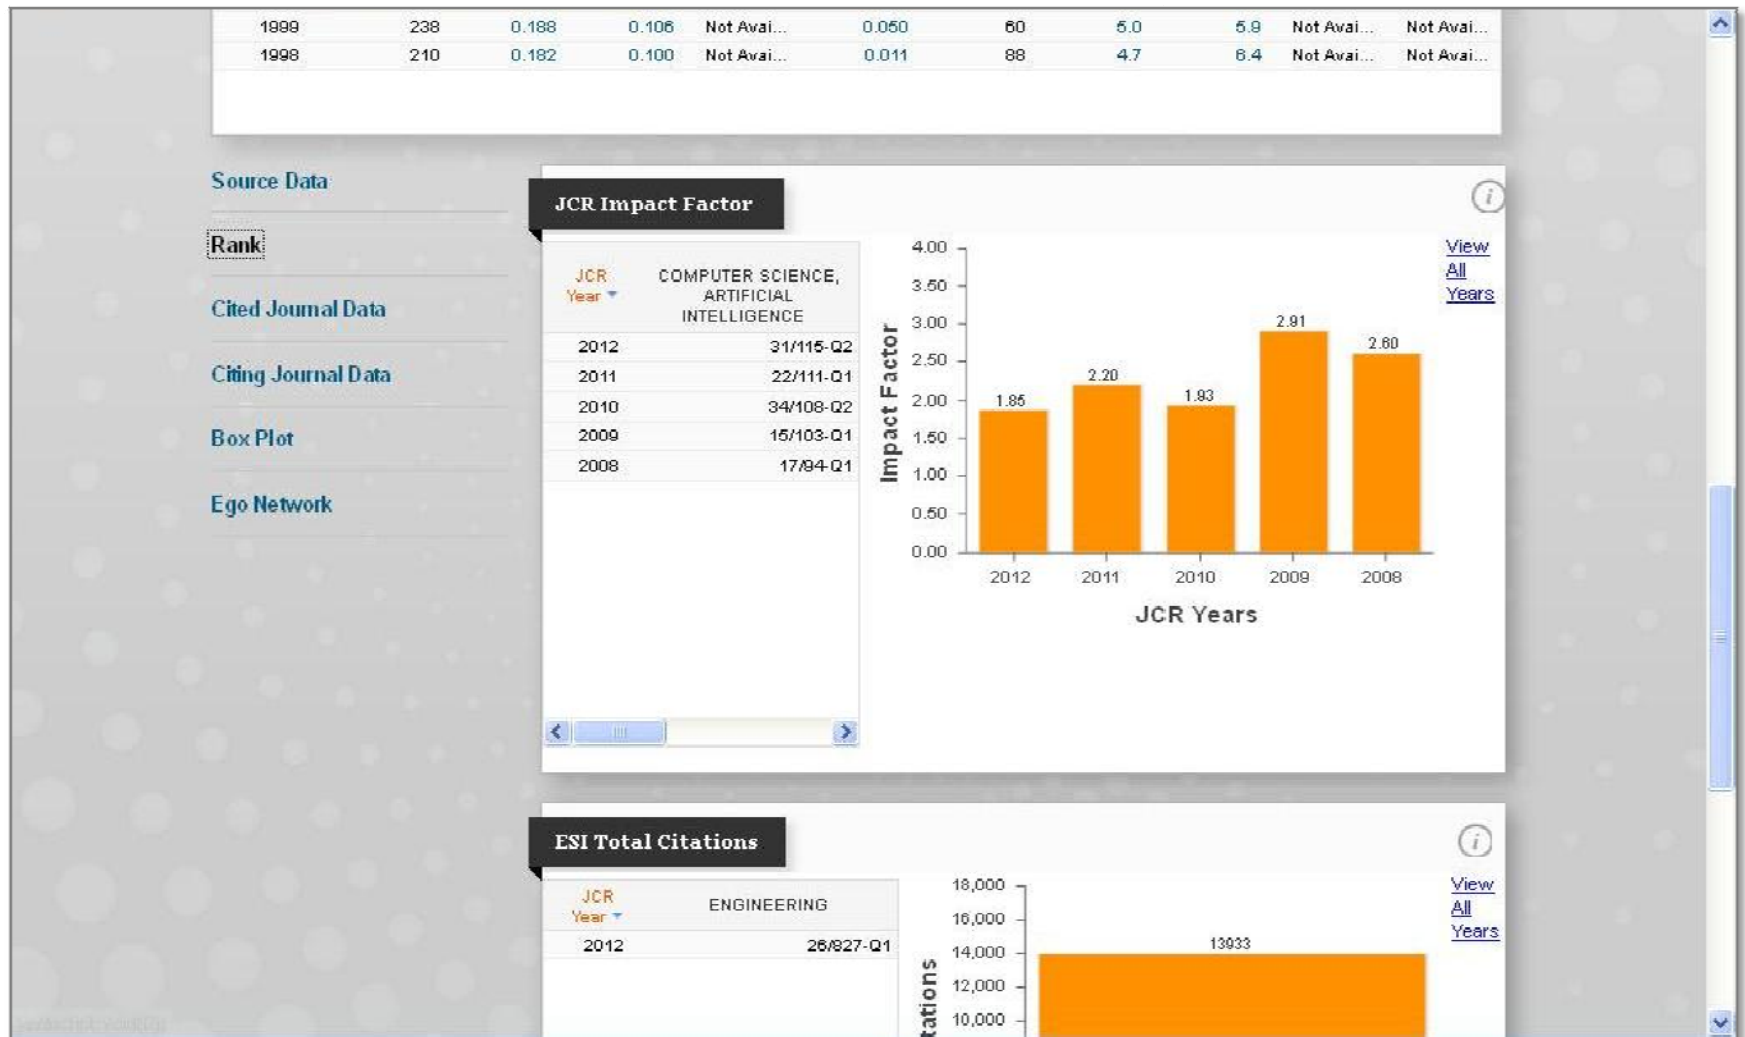 1999 238 0.188 0.106 Not Avai... 0.050 60 5.0 5.9 Not Avai... Not Avai...
1998 210 0.182 0.100 Not Avai... 0.011 88 4.7 6.4 Not Avai... Not Avai...
Source Data
Rank
Cited Journal Data
Citing Journal Data
Box Plot
Ego Network
JCR Impact Factor
i
JCR
Year
COMPUTER SCIENCE,
ARTIFICIAL
INTELLIGENCE
2012 31/115-Q2
2011 22/111-Q1
2010 34/108-Q2
2009 15/103-Q1
2008 17/94-Q1
Impact Factor
4.00
3.50
3.00
2.50
2.00
1.50
1.00
0.50
0.00
1.85
2.20
1.93
2.91
2.60
2012 2011 2010 2009 2008
JCR Years
View
All
Years
ESI Total Citations
i
JCR
Year
ENGINEERING
2012 26/827-Q1
tations
18,000
16,000
14,000
12,000
10,000
13933
View
All
Years